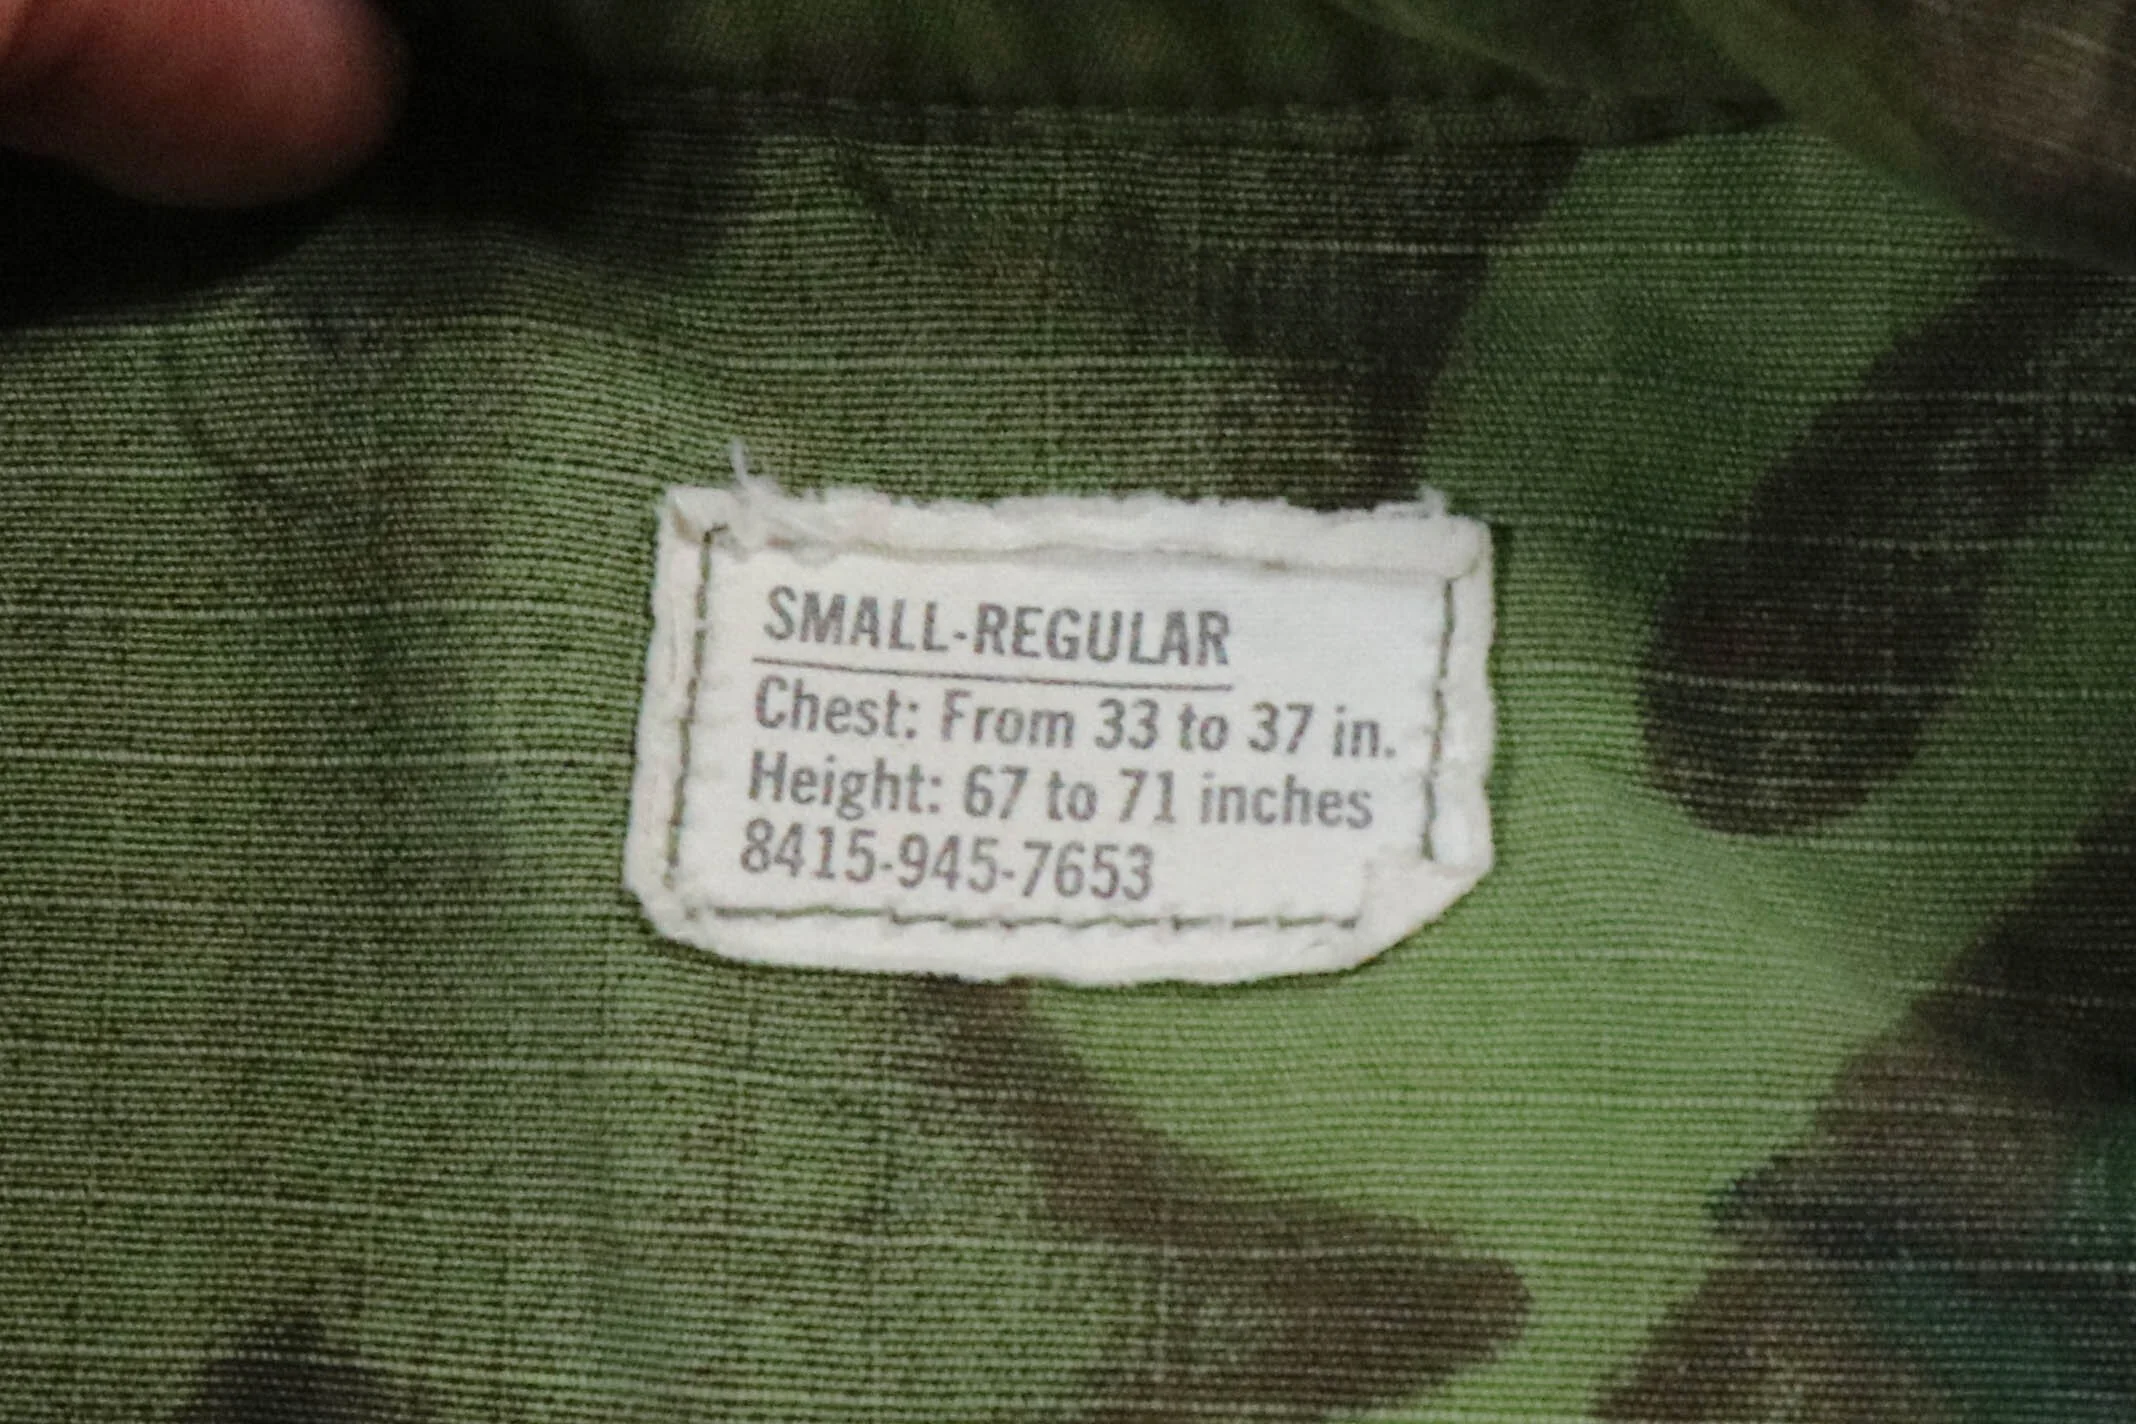 SMALL-REGULAR
Chest: From 33 to 37 in.
Height: 67 to 71 inches
8415-945-7653